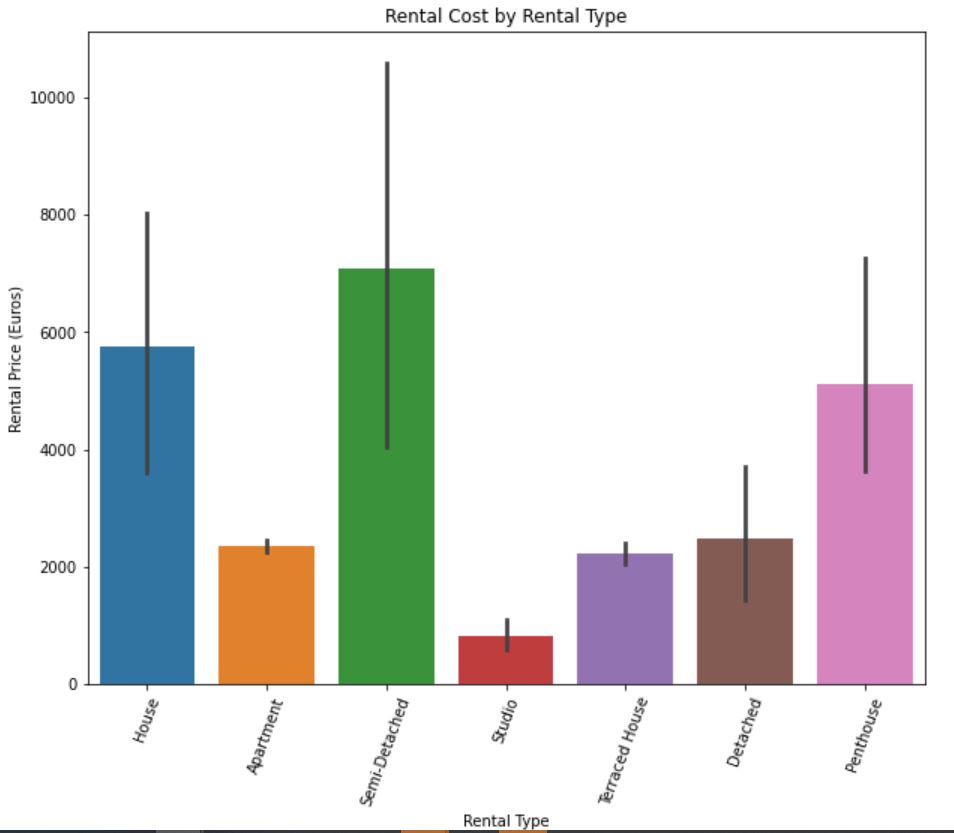 Rental Cost by Rental Type
Rental Price (Euros)
10000
8000
6000
4000
2000
0
House
Apartment
Semi-Detached
Studio
Terraced House
Detached
Penthouse
Rental Type